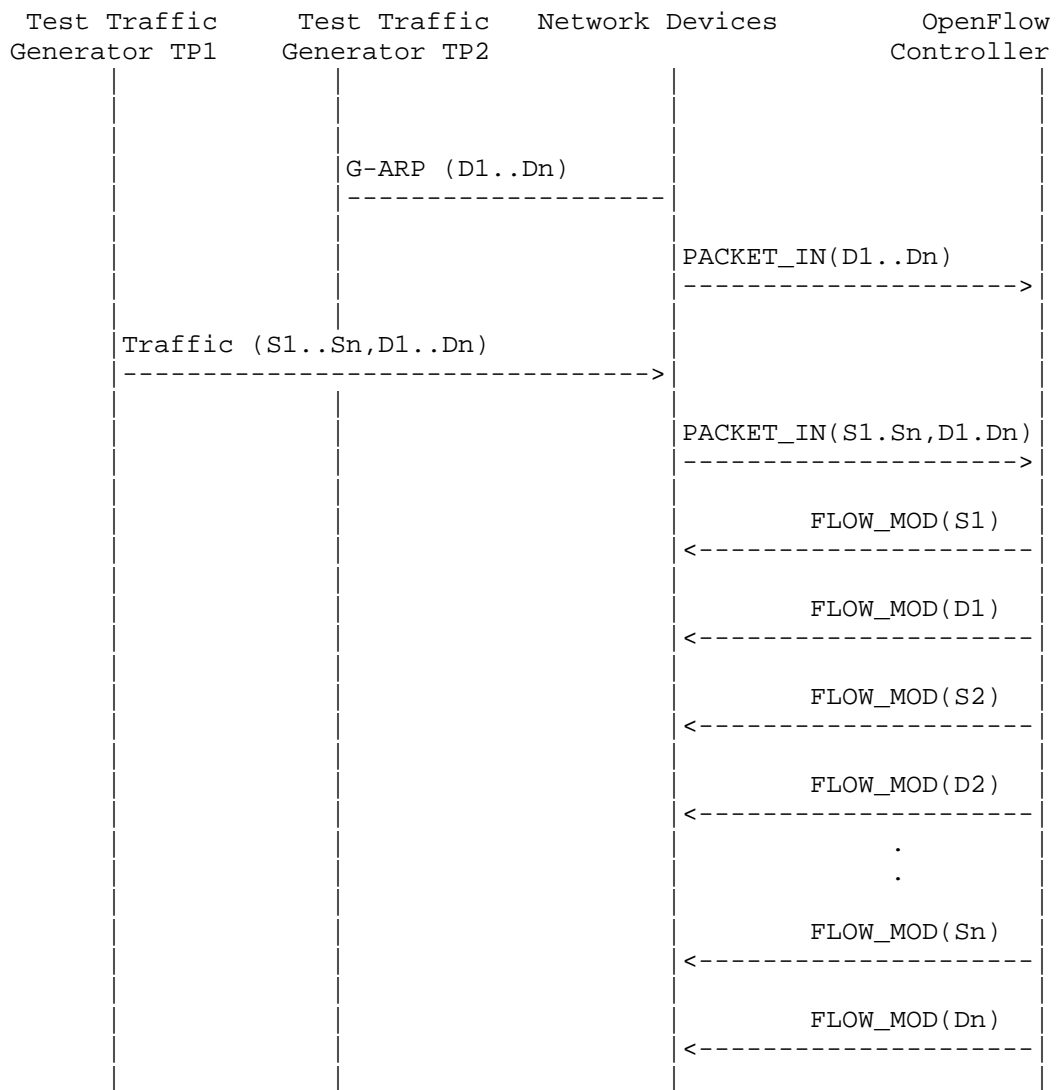 Test Traffic Test Traffic Network Devices OpenFlow
Generator TP1 Generator TP2 Controller
G-ARP (D1..Dn)
PACKET_IN(D1..Dn)
Traffic (S1..Sn,D1..Dn)
PACKET_IN(S1.Sn,D1.Dn)
FLOW_MOD(S1)
FLOW_MOD(D1)
FLOW_MOD(S2)
FLOW_MOD(D2)
.
.
FLOW_MOD(Sn)
FLOW_MOD(Dn)